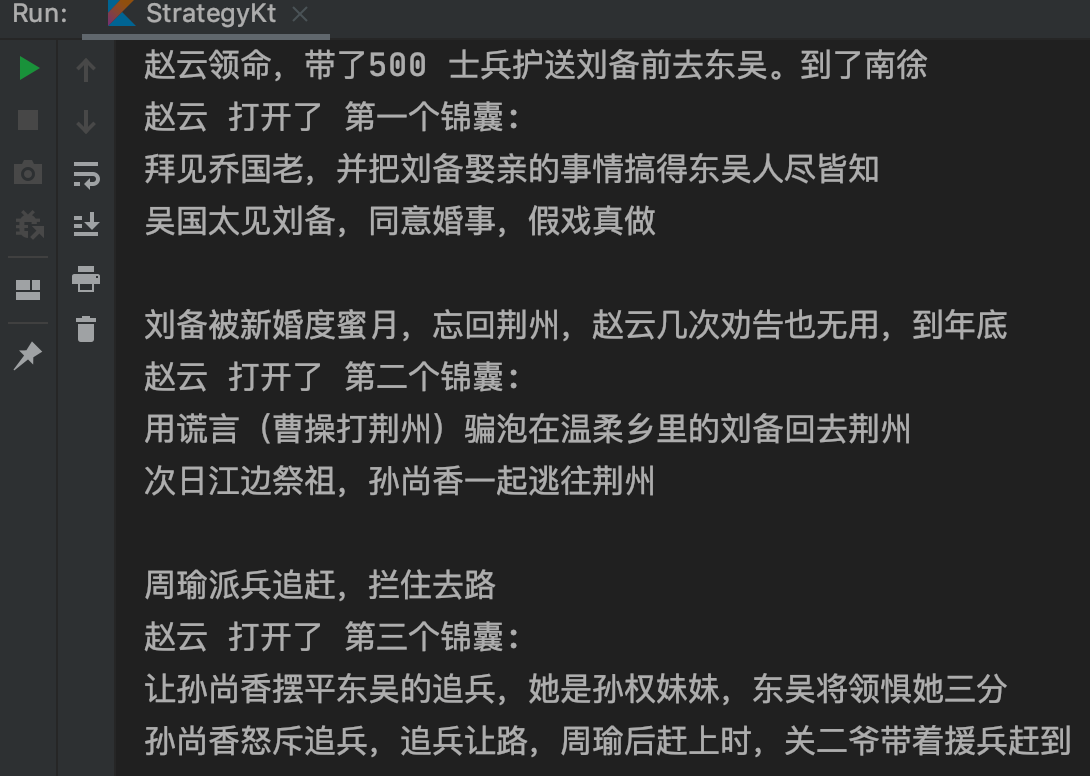 Run: StrategyKt
赵云领命，带了500 士兵护送刘备前去东吴。到了南徐
赵云 打开了 第一个锦囊：
拜见乔国老，并把刘备娶亲的事情搞得东吴人尽皆知
吴国太见刘备，同意婚事，假戏真做
刘备被新婚度蜜月，忘回荆州，赵云几次劝告也无用，到年底
赵云 打开了 第二个锦囊：
用谎言（曹操打荆州）骗泡在温柔乡里的刘备回去荆州
次日江边祭祖，孙尚香一起逃往荆州
周瑜派兵追赶，拦住去路
赵云 打开了 第三个锦囊：
让孙尚香摆平东吴的追兵，她是孙权妹妹，东吴将领惧她三分
孙尚香怒斥追兵，追兵让路，周瑜后赶上时，关二爷带着援兵赶到